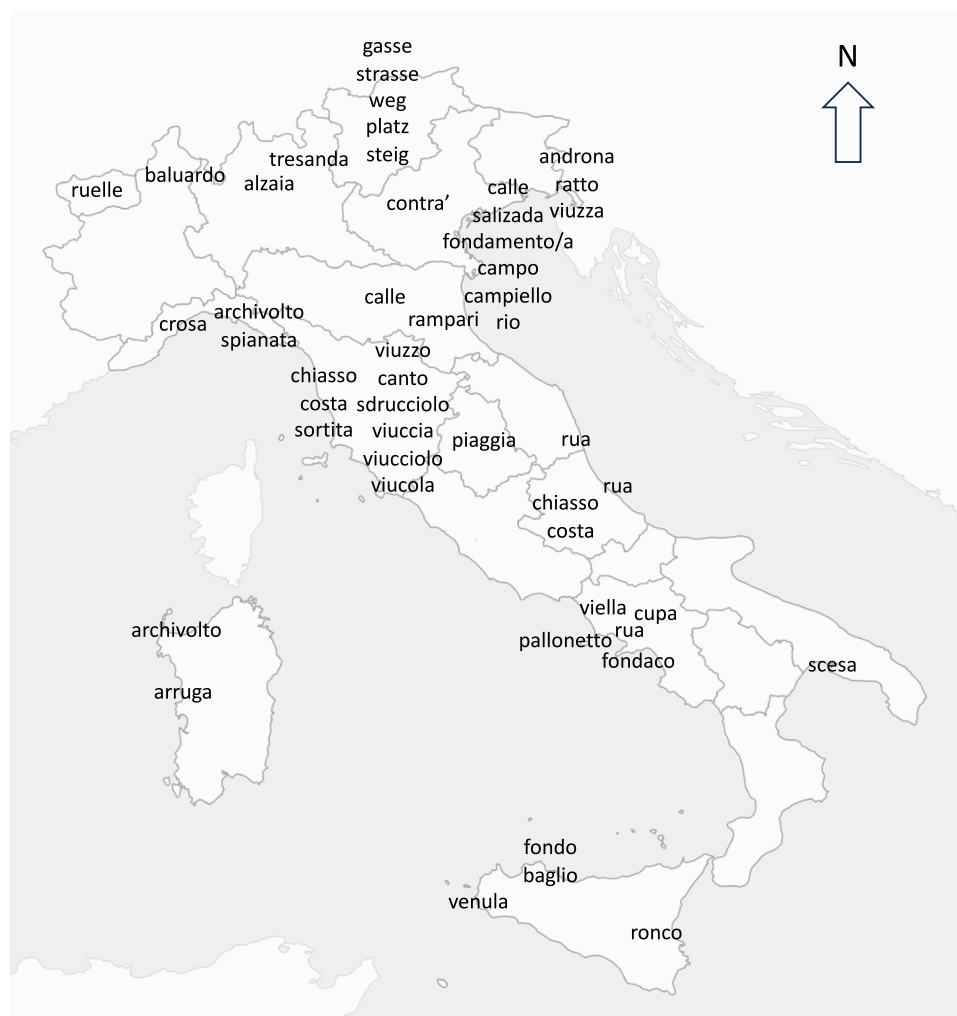 gasse
strasse
weg
platz
steig
N
ruelle
baluardo
tresanda
alzaia
contra’
calle
salizada
fondamento/a
campo
campiello
rio
androna
ratto
viuzza
crosa
archivolto
spianata
calle
rampari
chiasso
costa
sortita
viuzzo
canto
sdrucciolo
viuccia
viucciolo
viucola
piaggia
rua
rua
chiasso
costa
viella
cupa
rua
pallonetto
fondaco
scesa
archivolto
arruga
fondo
baglio
venula
ronco